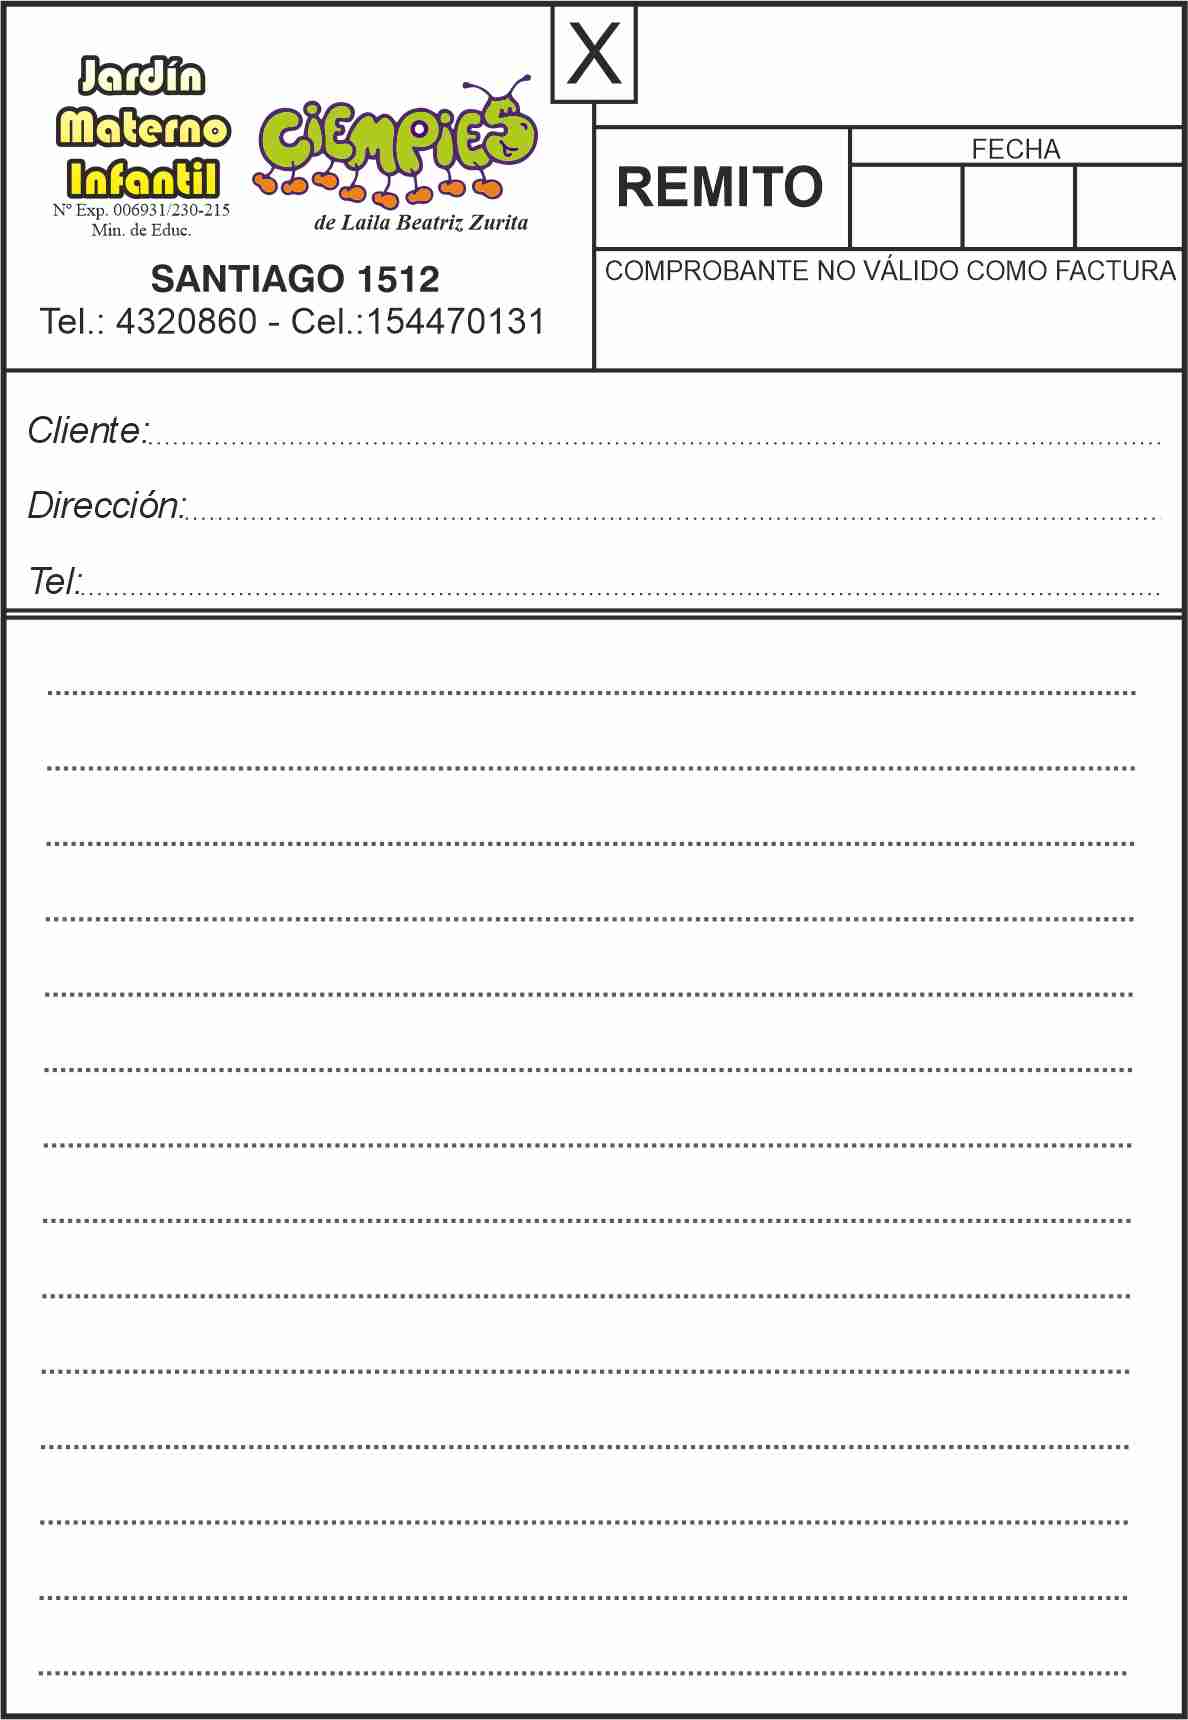 Jardín
Materno
Infantil
Nº Exp. 006931/230-215
Min. de Educ.
CiEMPiES
de Laila Beatriz Zurita
SANTIAGO 1512
Tel.: 4320860 - Cel.:154470131
X
REMITO
FECHA
COMPROBANTE NO VÁLIDO COMO FACTURA
Cliente:
Dirección:
Tel: